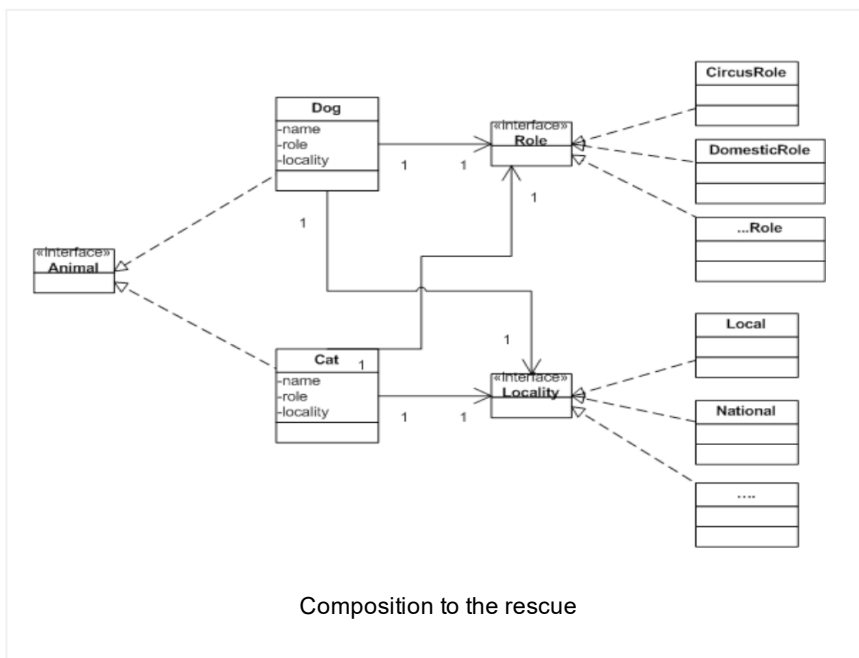 CircusRole
Dog
-name
-role
-locality
«interface»
Role
DomesticRole
1
1
1
1
...Role
«interface»
Animal
Local
1
Cat
1
-name
-role
-locality
«interface»
Locality
1
1
National
....
Composition to the rescue